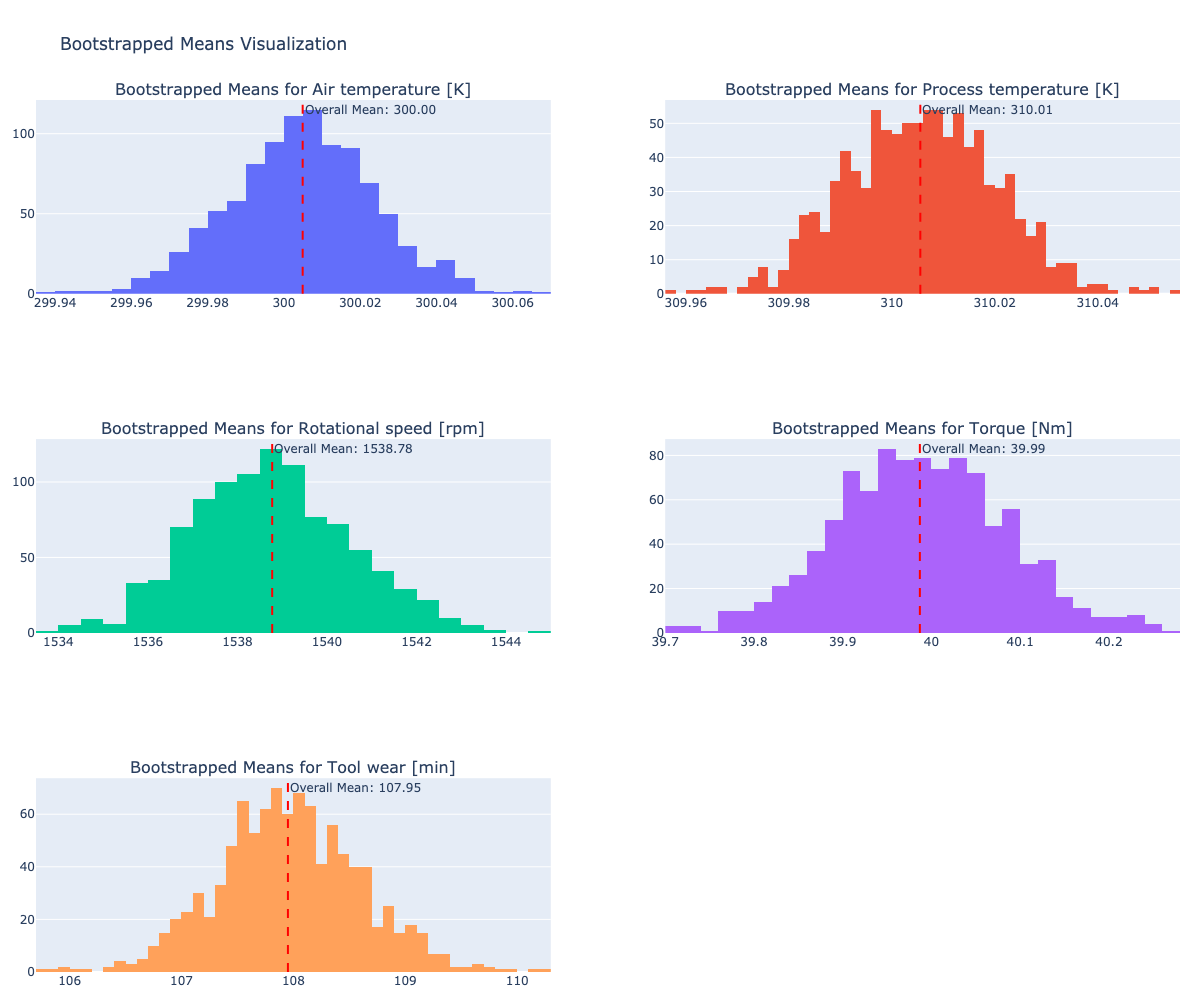 Bootstrapped Means Visualization
Bootstrapped Means for Air temperature [K]
Overall Mean: 300.00
100
50
0
299.94 299.96 299.98 300 300.02 300.04 300.06
Bootstrapped Means for Process temperature [K]
Overall Mean: 310.01
50
40
30
20
10
0
309.96 309.98 310 310.02 310.04
Bootstrapped Means for Rotational speed [rpm]
Overall Mean: 1538.78
100
50
0
1534 1536 1538 1540 1542 1544
Bootstrapped Means for Torque [Nm]
Overall Mean: 39.99
80
60
40
20
0
39.7 39.8 39.9 40 40.1 40.2
Bootstrapped Means for Tool wear [min]
Overall Mean: 107.95
60
40
20
0
106 107 108 109 110